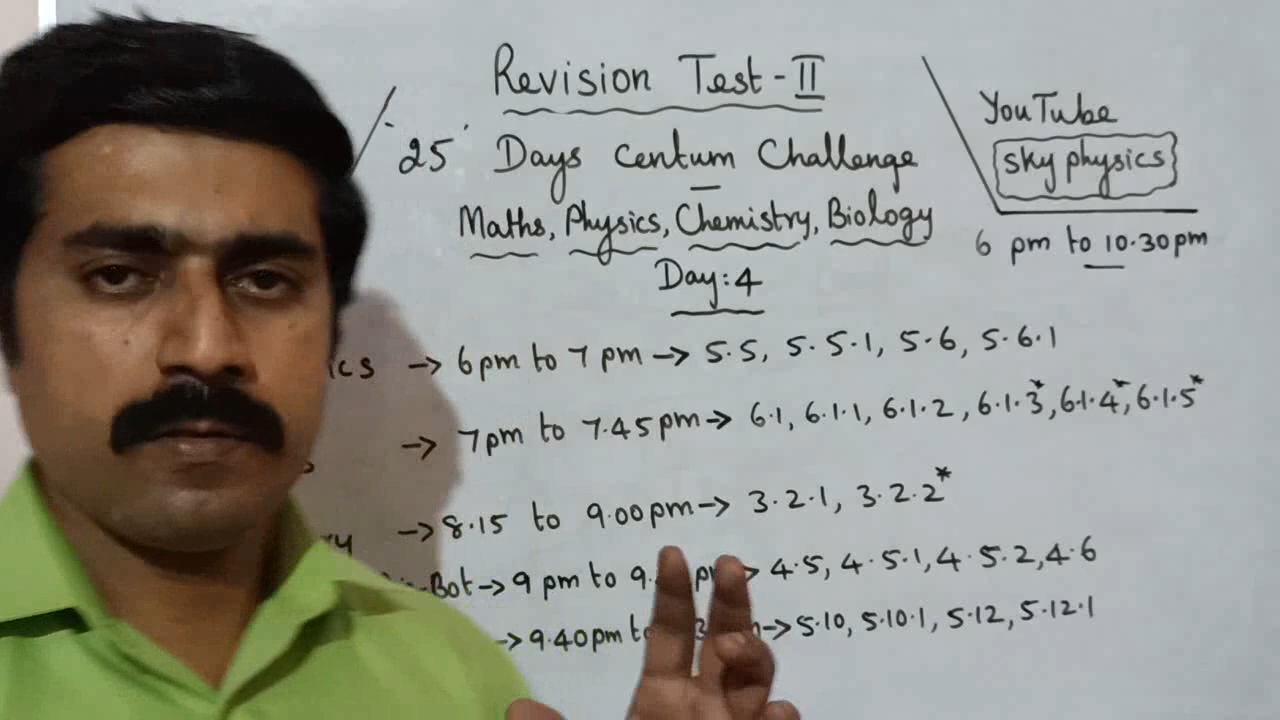 Revision Test-II
25 Days Centum Challenge
Maths, Physics, Chemistry, Biology
Day:4
YouTube
sky physics
6 pm to 10.30pm
ics → 6pm to 7pm → 5.5, 5.5.1, 5.6, 5.6.1
→ 7pm to 7.45pm → 6.1, 6.1.1, 6.1.2, 6.1.3*, 6.1.4*, 6.1.5*
ry → 8.15 to 9.00pm → 3.2.1, 3.2.2*
-Bot → 9pm to 9. pm → 4.5, 4.5.1, 4.5.2, 4.6
→ 9.40pm to → 5.10, 5.10.1, 5.12, 5.12.1